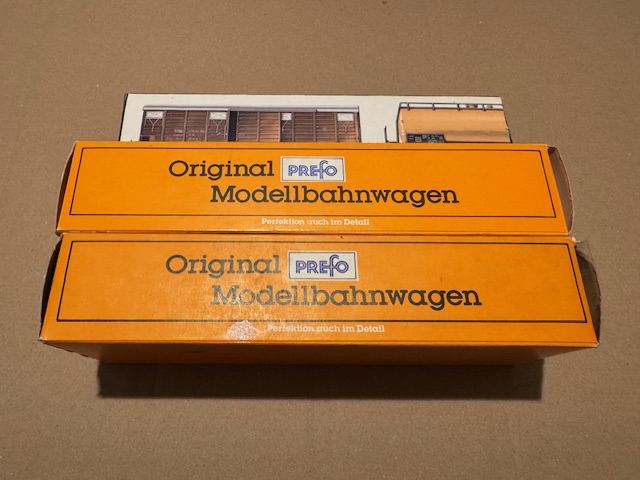 Original PREfo
Modellbahnwagen
Perfektion auch im Detail
Original PREfo
Modellbahnwagen
Perfektion auch im Detail